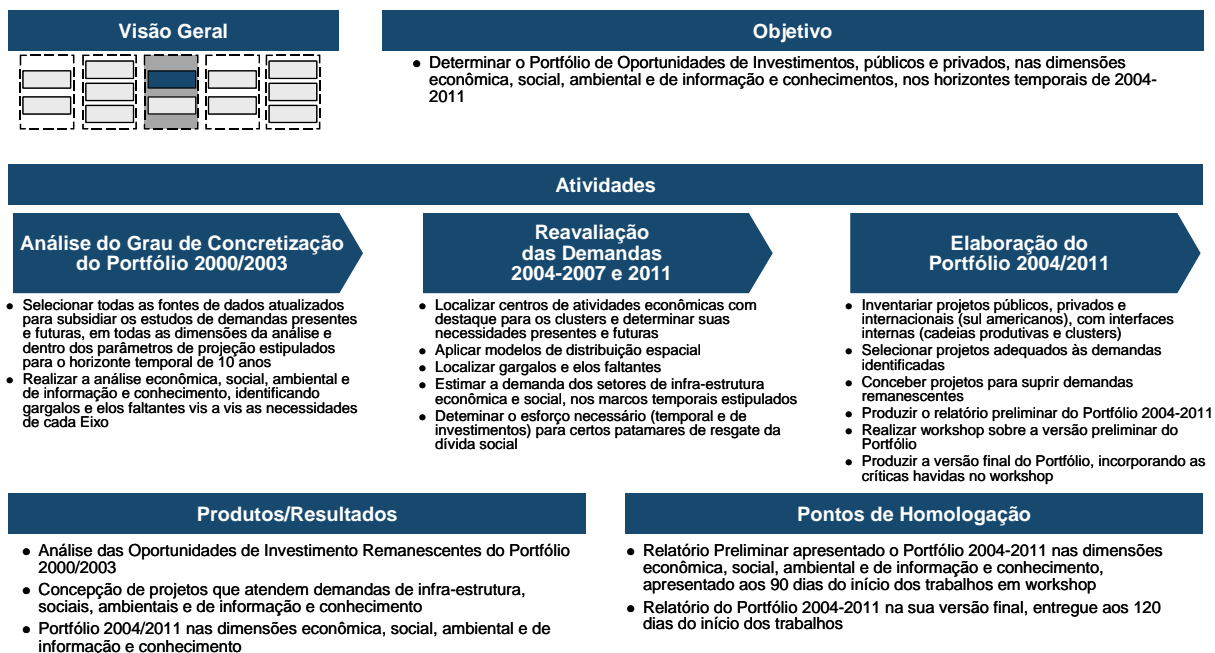 Visão Geral
Objetivo
● Determinar o Portfólio de Oportunidades de Investimentos, públicos e privados, nas dimensões
econômica, social, ambiental e de informação e conhecimentos, nos horizontes temporais de 2004-
2011
Atividades
Análise do Grau de Concretização
do Portfólio 2000/2003
● Selecionar todas as fontes de dados atualizados
para subsidiar os estudos de demandas presentes
e futuras, em todas as dimensões da análise e
dentro dos parâmetros de projeção estipulados
para o horizonte temporal de 10 anos
● Realizar a análise econômica, social, ambiental e
de informação e conhecimento, identificando
gargalos e elos faltantes vis a vis as necessidades
de cada Eixo
Reavaliação
das Demandas
2004-2007 e 2011
● Localizar centros de atividades econômicas com
destaque para os clusters e determinar suas
necessidades presentes e futuras
● Aplicar modelos de distribuição espacial
● Localizar gargalos e elos faltantes
● Estimar a demanda dos setores de infra-estrutura
econômica e social, nos marcos temporais estipulados
● Deteminar o esforço necessário (temporal e de
investimentos) para certos patamares de resgate da
dívida social
Elaboração do
Portfólio 2004/2011
● Inventariar projetos públicos, privados e
internacionais (sul americanos), com interfaces
internas (cadeias produtivas e clusters)
● Selecionar projetos adequados às demandas
identificadas
● Conceber projetos para suprir demandas
remanescentes
● Produzir o relatório preliminar do Portfólio 2004-2011
● Realizar workshop sobre a versão preliminar do
Portfólio
● Produzir a versão final do Portfólio, incorporando as
críticas havidas no workshop
Produtos/Resultados
● Análise das Oportunidades de Investimento Remanescentes do Portfólio
2000/2003
● Concepção de projetos que atendem demandas de infra-estrutura,
sociais, ambientais e de informação e conhecimento
● Portfólio 2004/2011 nas dimensões econômica, social, ambiental e de
informação e conhecimento
Pontos de Homologação
● Relatório Preliminar apresentado o Portfólio 2004-2011 nas dimensões
econômica, social, ambiental e de informação e conhecimento,
apresentado aos 90 dias do início dos trabalhos em workshop
● Relatório do Portfólio 2004-2011 na sua versão final, entregue aos 120
dias do início dos trabalhos